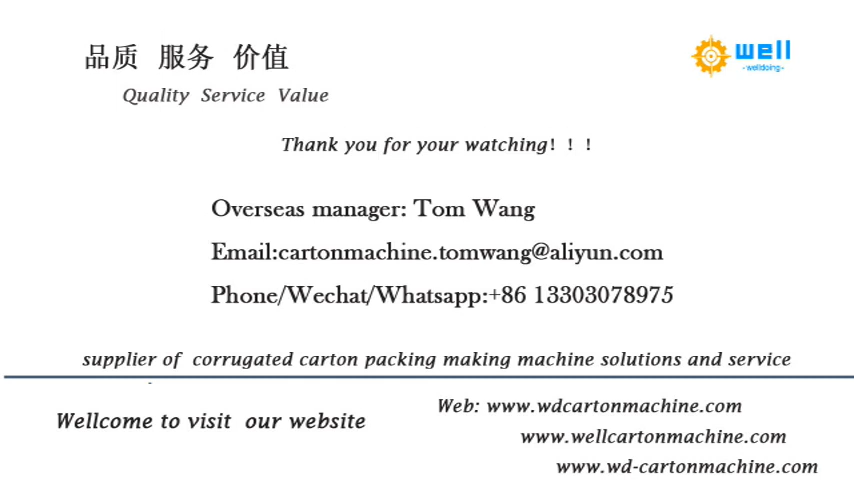 品质 服务 价值
well
-welldoing-
Quality Service Value
Thank you for your watching！！！
Overseas manager: Tom Wang
Email:cartonmachine.tomwang@aliyun.com
Phone/Wechat/Whatsapp:+86 13303078975
supplier of corrugated carton packing making machine solutions and service
Wellcome to visit our website
Web: www.wdcartonmachine.com
www.wellcartonmachine.com
www.wd-cartonmachine.com